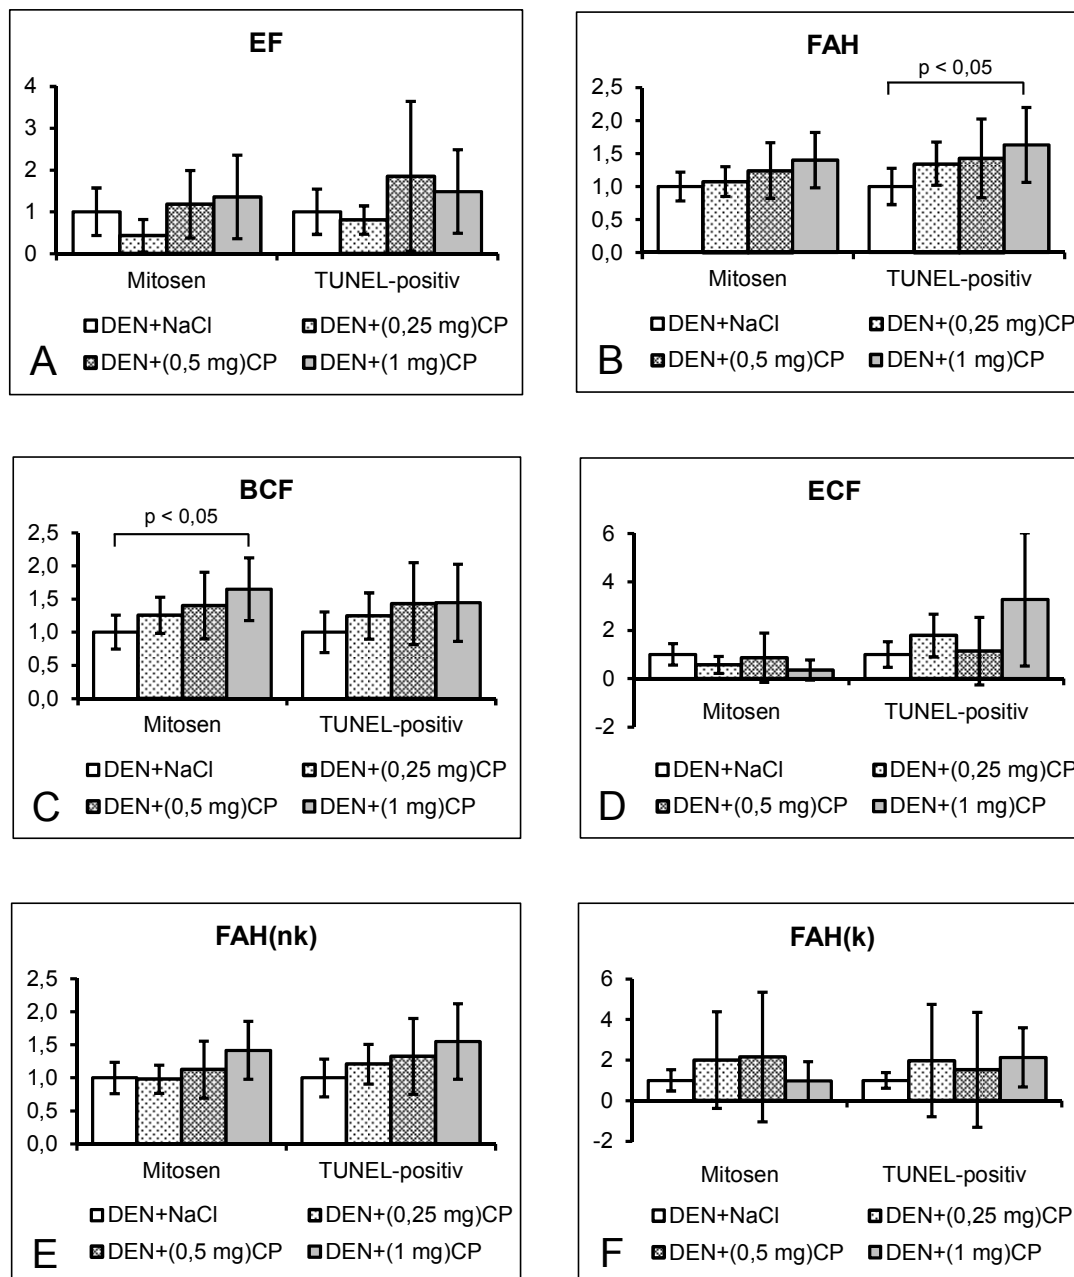 EF
4
3
2
1
0
Mitosen TUNEL-positiv
DEN+NaCl DEN+(0,25 mg)CP
DEN+(0,5 mg)CP DEN+(1 mg)CP
A
FAH
p < 0,05
2,5
2,0
1,5
1,0
0,5
0,0
Mitosen TUNEL-positiv
DEN+NaCl DEN+(0,25 mg)CP
DEN+(0,5 mg)CP DEN+(1 mg)CP
B
BCF
p < 0,05
2,5
2,0
1,5
1,0
0,5
0,0
Mitosen TUNEL-positiv
DEN+NaCl DEN+(0,25 mg)CP
DEN+(0,5 mg)CP DEN+(1 mg)CP
C
ECF
6
4
2
0
-2
Mitosen TUNEL-positiv
DEN+NaCl DEN+(0,25 mg)CP
DEN+(0,5 mg)CP DEN+(1 mg)CP
D
FAH(nk)
2,5
2,0
1,5
1,0
0,5
0,0
Mitosen TUNEL-positiv
DEN+NaCl DEN+(0,25 mg)CP
DEN+(0,5 mg)CP DEN+(1 mg)CP
E
FAH(k)
6
4
2
0
-2
Mitosen TUNEL-positiv
DEN+NaCl DEN+(0,25 mg)CP
DEN+(0,5 mg)CP DEN+(1 mg)CP
F